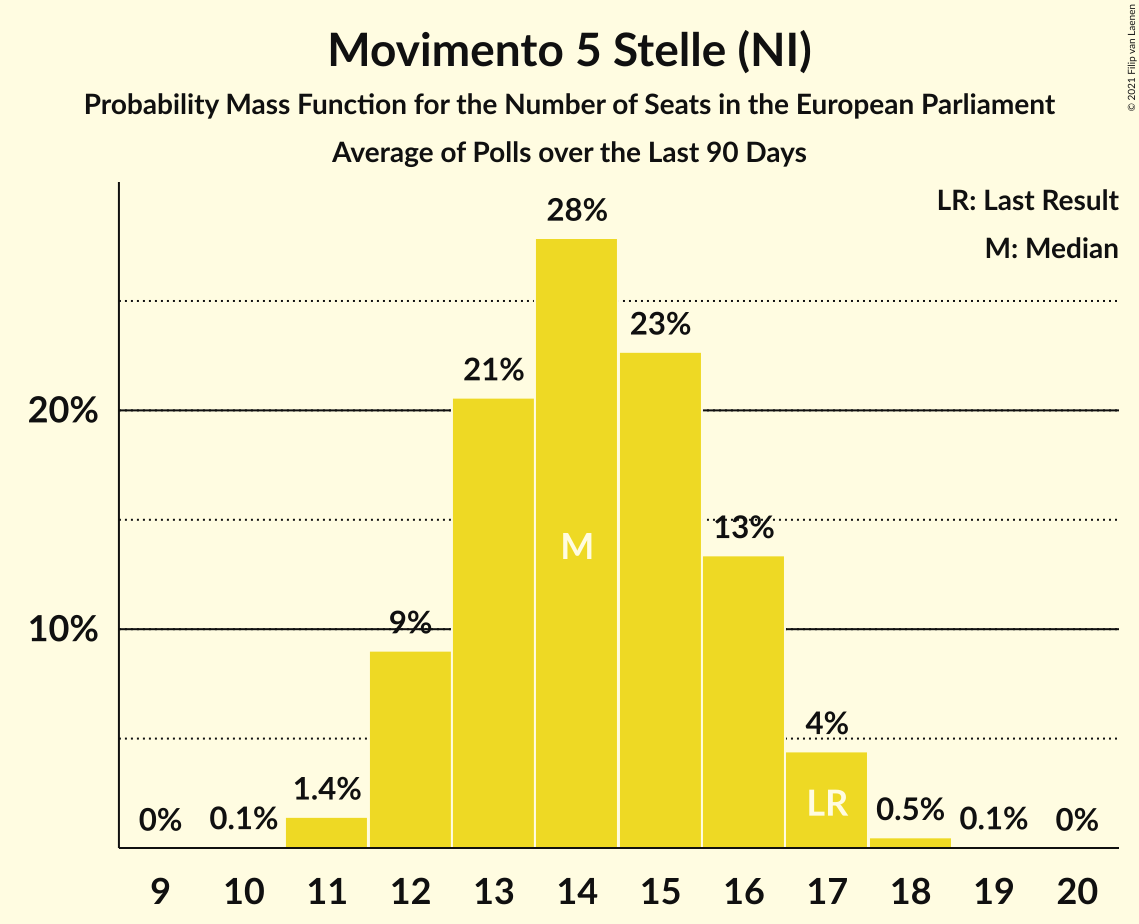 Movimento 5 Stelle (NI)
Probability Mass Function for the Number of Seats in the European Parliament
Average of Polls over the Last 90 Days
© 2021 Filip van Laenen
LR: Last Result
M: Median
28%
23%
21%
20%
13%
M
10%
9%
4%
LR
1.4%
0%
0.1%
0.5%
0.1%
0%
9 10 11 12 13 14 15 16 17 18 19 20